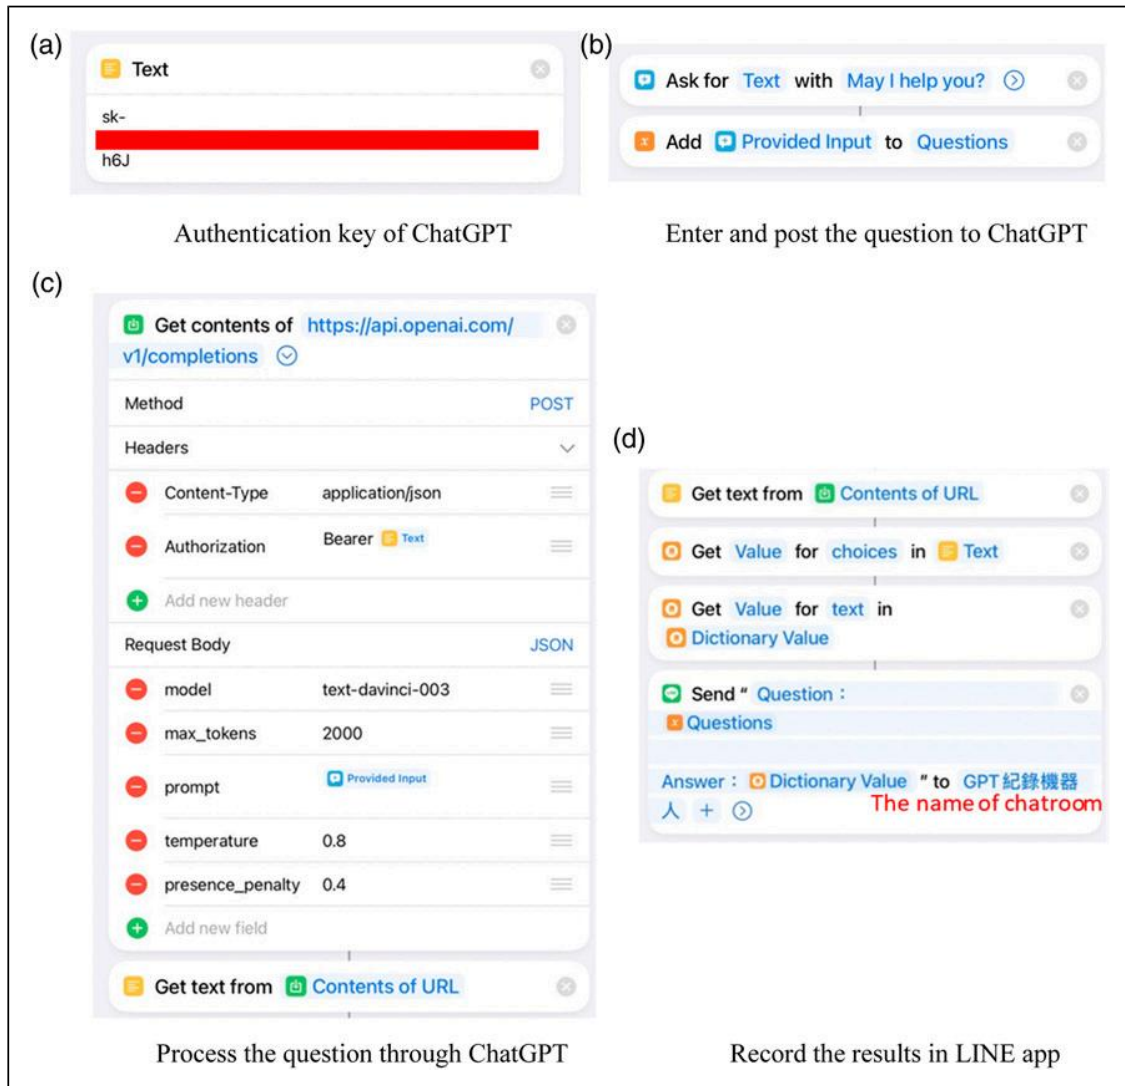 (a)
Text
sk-
h6J
Authentication key of ChatGPT
(b)
Ask for Text with May I help you?
Add Provided Input to Questions
Enter and post the question to ChatGPT
(c)
Get contents of https://api.openai.com/
v1/completions
Method POST
Headers
Content-Type application/json
Authorization Bearer Text
Add new header
Request Body JSON
model text-davinci-003
max_tokens 2000
prompt Provided Input
temperature 0.8
presence_penalty 0.4
Add new field
Get text from Contents of URL
Process the question through ChatGPT
(d)
Get text from Contents of URL
Get Value for choices in Text
Get Value for text in
Dictionary Value
Send “ Question：
Questions
Answer： Dictionary Value ” to GPT紀錄機器
人 +
The name of chatroom
Record the results in LINE app